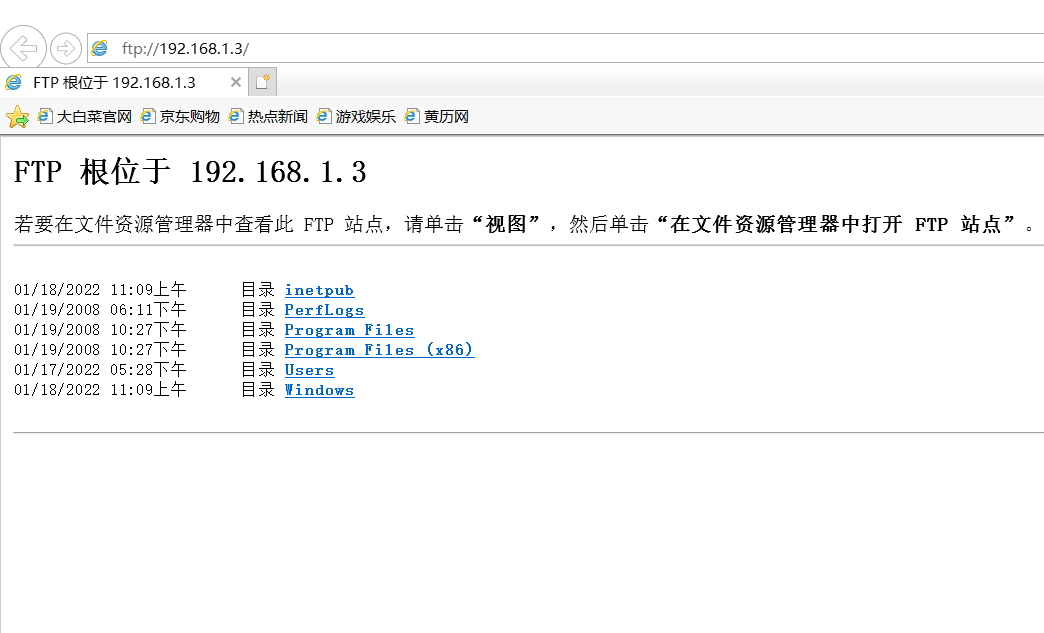 ftp://192.168.1.3/
FTP 根位于 192.168.1.3
大白菜官网 京东购物 热点新闻 游戏娱乐 黄历网
FTP 根位于 192.168.1.3
若要在文件资源管理器中查看此 FTP 站点，请单击“视图”，然后单击“在文件资源管理器中打开 FTP 站点”。
01/18/2022 11:09上午 目录 inetpub
01/19/2008 06:11下午 目录 PerfLogs
01/19/2008 10:27下午 目录 Program Files
01/19/2008 10:27下午 目录 Program Files (x86)
01/17/2022 05:28下午 目录 Users
01/18/2022 11:09上午 目录 Windows